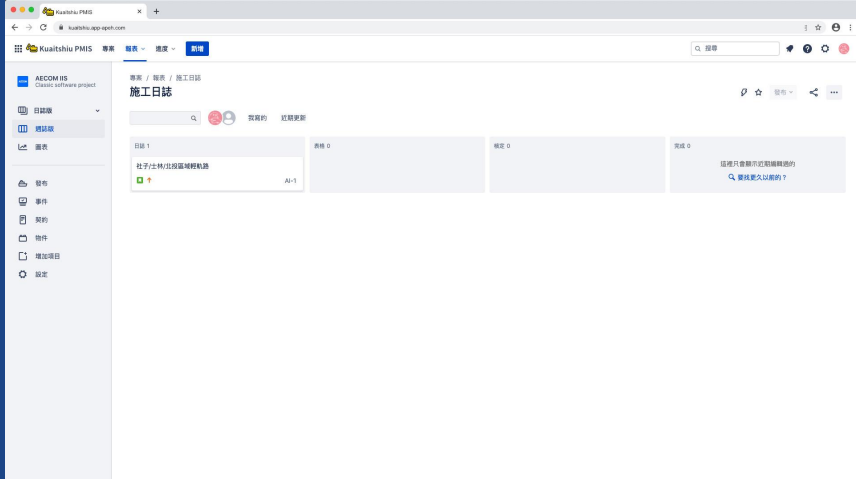 Kuaitshiu PMIS
kuaitshiu.app-apeh.com
Kuaitshiu PMIS 專案 報表 進度 新增 搜尋
AECOM IIS
Classic software project
日誌版
週誌版
圖表
發布
事件
契約
物件
增加項目
設定
專案 / 報表 / 施工日誌
施工日誌
發布
我寫的 近期更新
日誌 1
社子/士林/北投區域輕軌路
AI-1
表格 0
核定 0
完成 0
這裡只會顯示近期編輯過的
要找更久以前的？